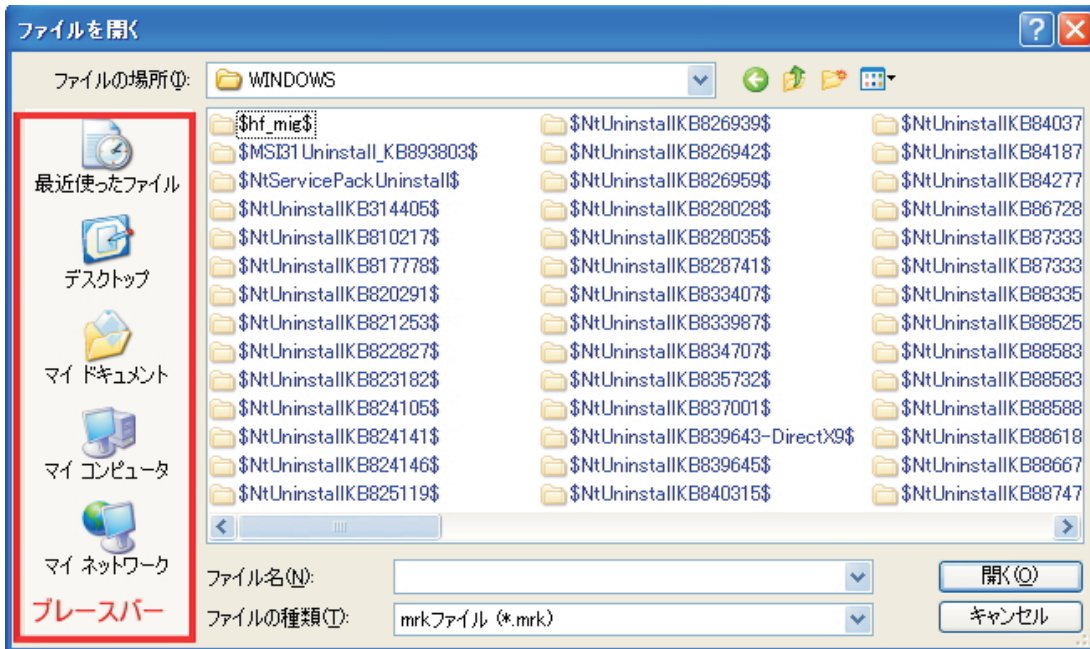 ファイルを開く
ファイルの場所(I):
WINDOWS
最近使ったファイル
デスクトップ
マイ ドキュメント
マイ コンピュータ
マイ ネットワーク
ブレースバー
$hf_mig$
$MSI31Uninstall_KB893803$
$NtServicePackUninstall$
$NtUninstallKB314405$
$NtUninstallKB810217$
$NtUninstallKB817778$
$NtUninstallKB820291$
$NtUninstallKB821253$
$NtUninstallKB822827$
$NtUninstallKB823182$
$NtUninstallKB824105$
$NtUninstallKB824141$
$NtUninstallKB824146$
$NtUninstallKB825119$
$NtUninstallKB826939$
$NtUninstallKB826942$
$NtUninstallKB826959$
$NtUninstallKB828028$
$NtUninstallKB828035$
$NtUninstallKB828741$
$NtUninstallKB833407$
$NtUninstallKB833987$
$NtUninstallKB834707$
$NtUninstallKB835732$
$NtUninstallKB837001$
$NtUninstallKB839643-DirectX9$
$NtUninstallKB839645$
$NtUninstallKB840315$
$NtUninstallKB84037
$NtUninstallKB84187
$NtUninstallKB84277
$NtUninstallKB86728
$NtUninstallKB87333
$NtUninstallKB87333
$NtUninstallKB88335
$NtUninstallKB88525
$NtUninstallKB88583
$NtUninstallKB88583
$NtUninstallKB88588
$NtUninstallKB88618
$NtUninstallKB88667
$NtUninstallKB88747
ファイル名(N):
開く(O)
ファイルの種類(T):
mrkファイル (*.mrk)
キャンセル